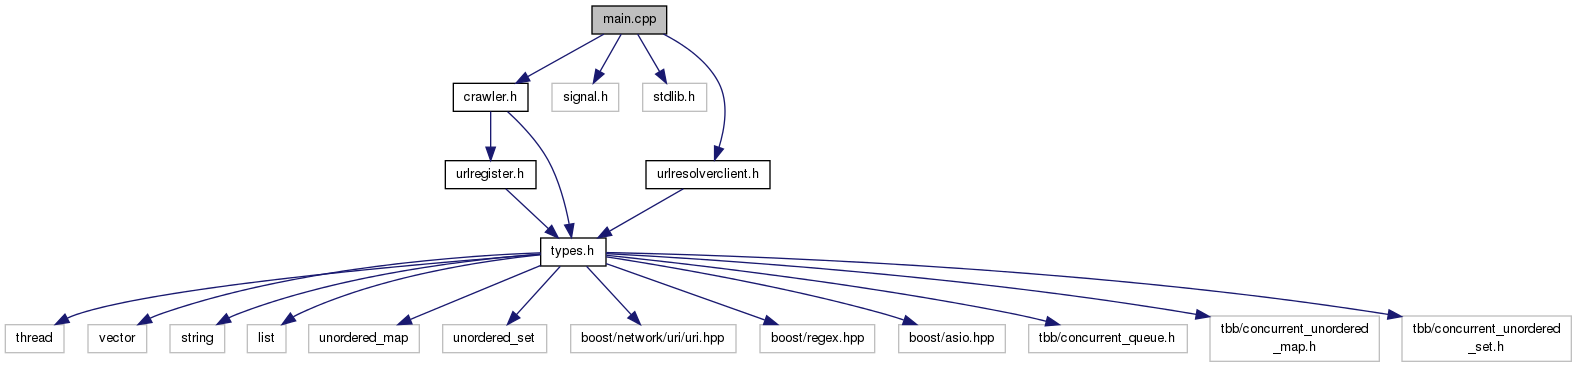 main.cpp
crawler.h
signal.h
stdlib.h
urlregister.h
urlresolverclient.h
types.h
thread
vector
string
list
unordered_map
unordered_set
boost/network/uri/uri.hpp
boost/regex.hpp
boost/asio.hpp
tbb/concurrent_queue.h
tbb/concurrent_unordered
_map.h
tbb/concurrent_unordered
_set.h